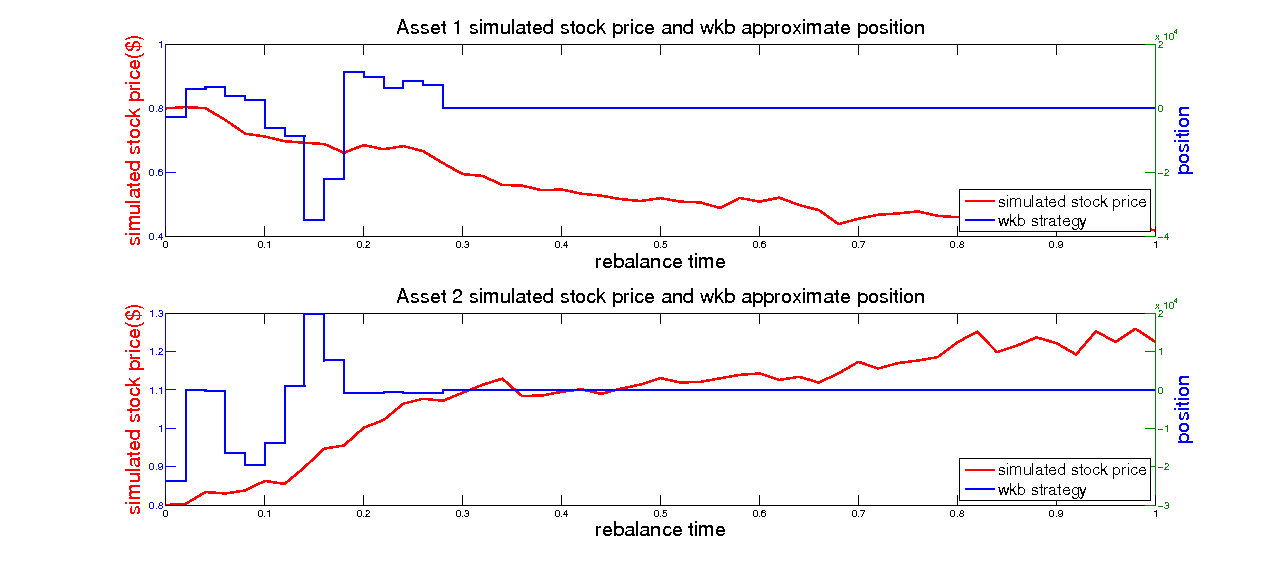 Asset 1 simulated stock price and wkb approximate position
simulated stock price($)
1
0.8
0.6
0.4
x 10^4
2
0
-2
-4
position
simulated stock price
wkb strategy
0 0.1 0.2 0.3 0.4 0.5 0.6 0.7 0.8 0.9 1
rebalance time
Asset 2 simulated stock price and wkb approximate position
simulated stock price($)
1.3
1.2
1.1
1
0.9
0.8
x 10^4
2
1
0
-1
-2
-3
position
simulated stock price
wkb strategy
0 0.1 0.2 0.3 0.4 0.5 0.6 0.7 0.8 0.9 1
rebalance time